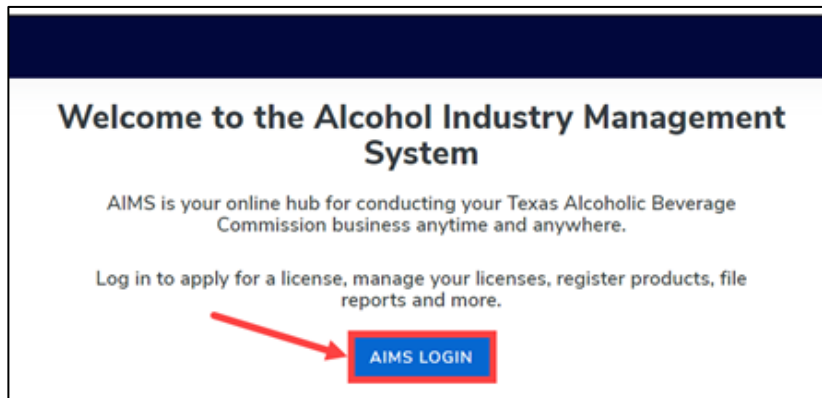 Welcome to the Alcohol Industry Management
System
AIMS is your online hub for conducting your Texas Alcoholic Beverage
Commission business anytime and anywhere.
Log in to apply for a license, manage your licenses, register products, file
reports and more.
AIMS LOGIN